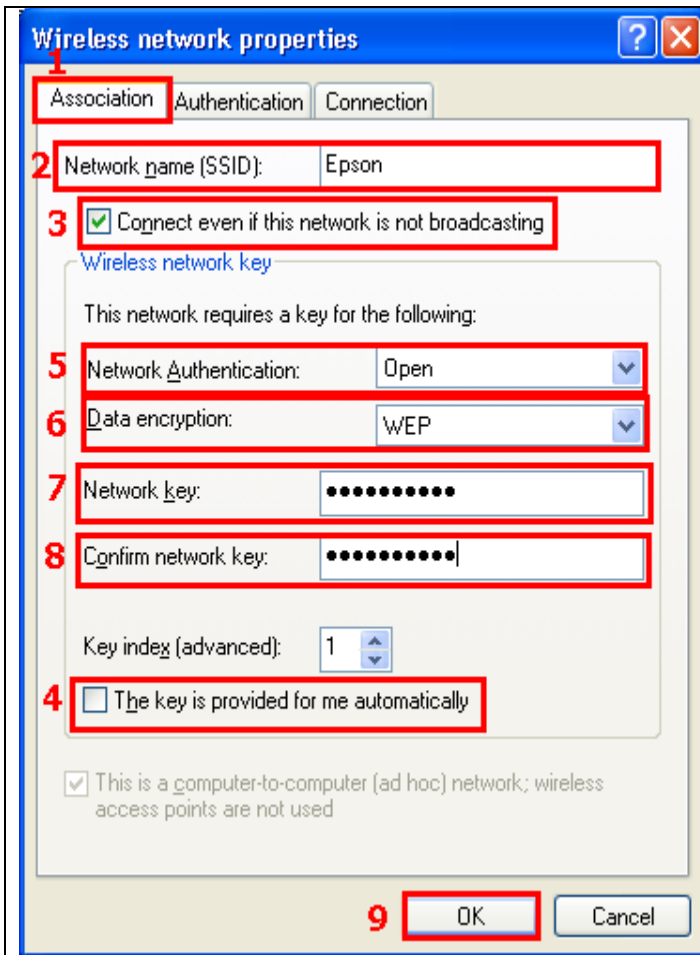 Wireless network properties
1
Association Authentication Connection
2 Network name (SSID): Epson
3 Connect even if this network is not broadcasting
Wireless network key
This network requires a key for the following:
5 Network Authentication: Open
6 Data encryption: WEP
7 Network key: ●●●●●●●●●●
8 Confirm network key: ●●●●●●●●●●
Key index (advanced): 1
4 The key is provided for me automatically
This is a computer-to-computer (ad hoc) network; wireless
access points are not used
9 OK Cancel